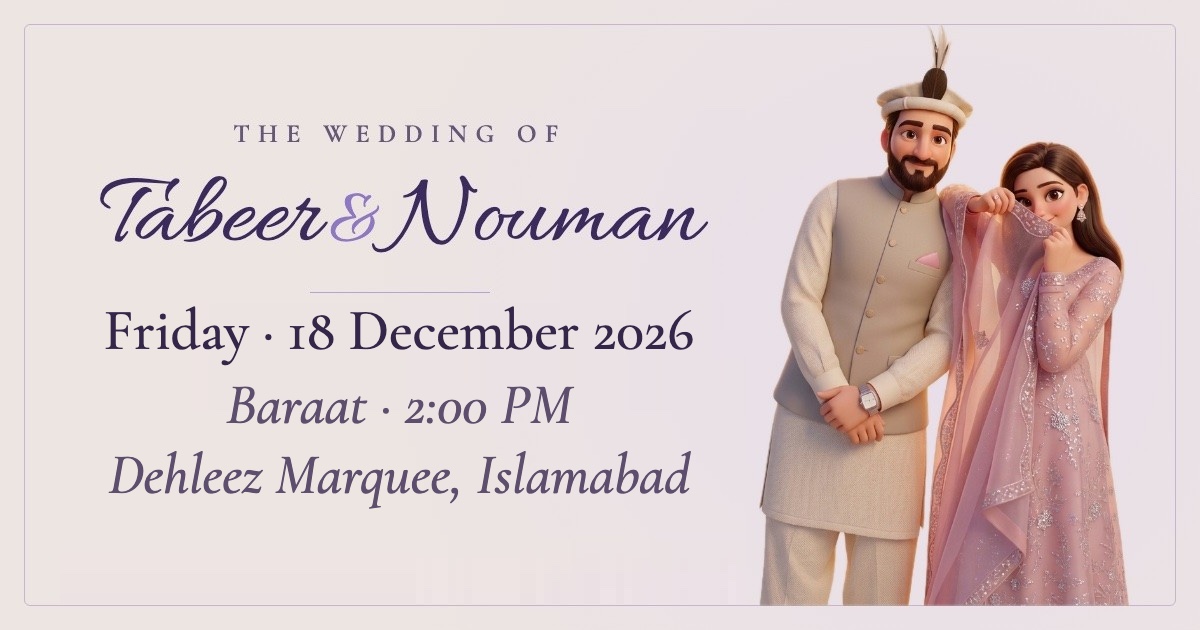 THE WEDDING OF
Tabeer & Nouman
Friday · 18 December 2026
Baraat · 2:00 PM
Dehleez Marquee, Islamabad